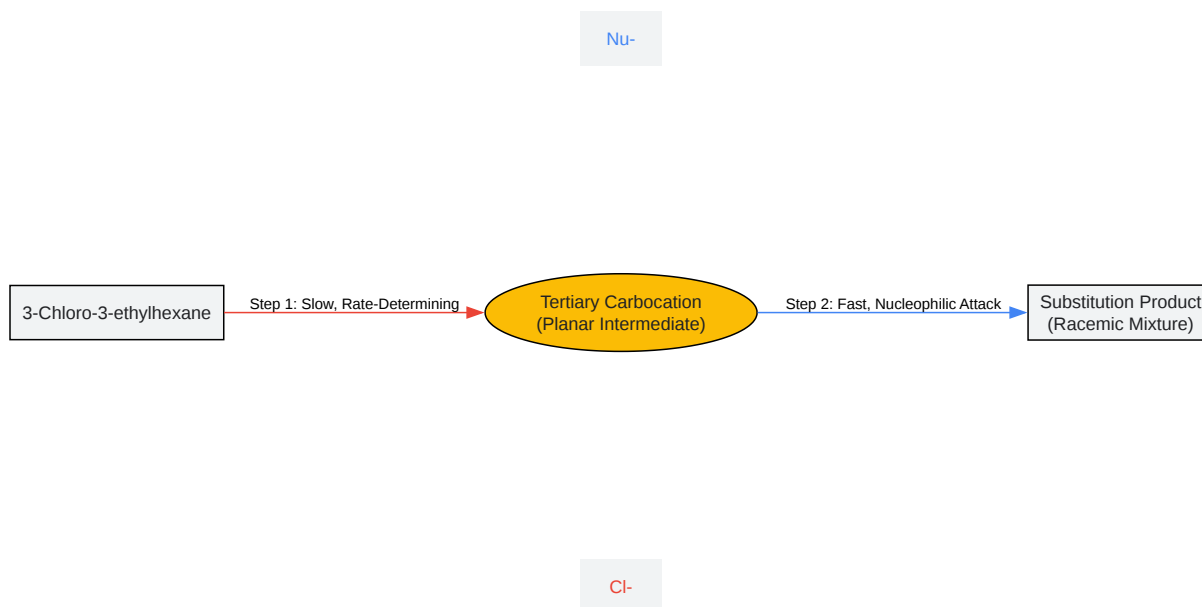 Nu-
3-Chloro-3-ethylhexane
Step 1: Slow, Rate-Determining
Tertiary Carbocation
(Planar Intermediate)
Step 2: Fast, Nucleophilic Attack
Substitution Product
(Racemic Mixture)
Cl-